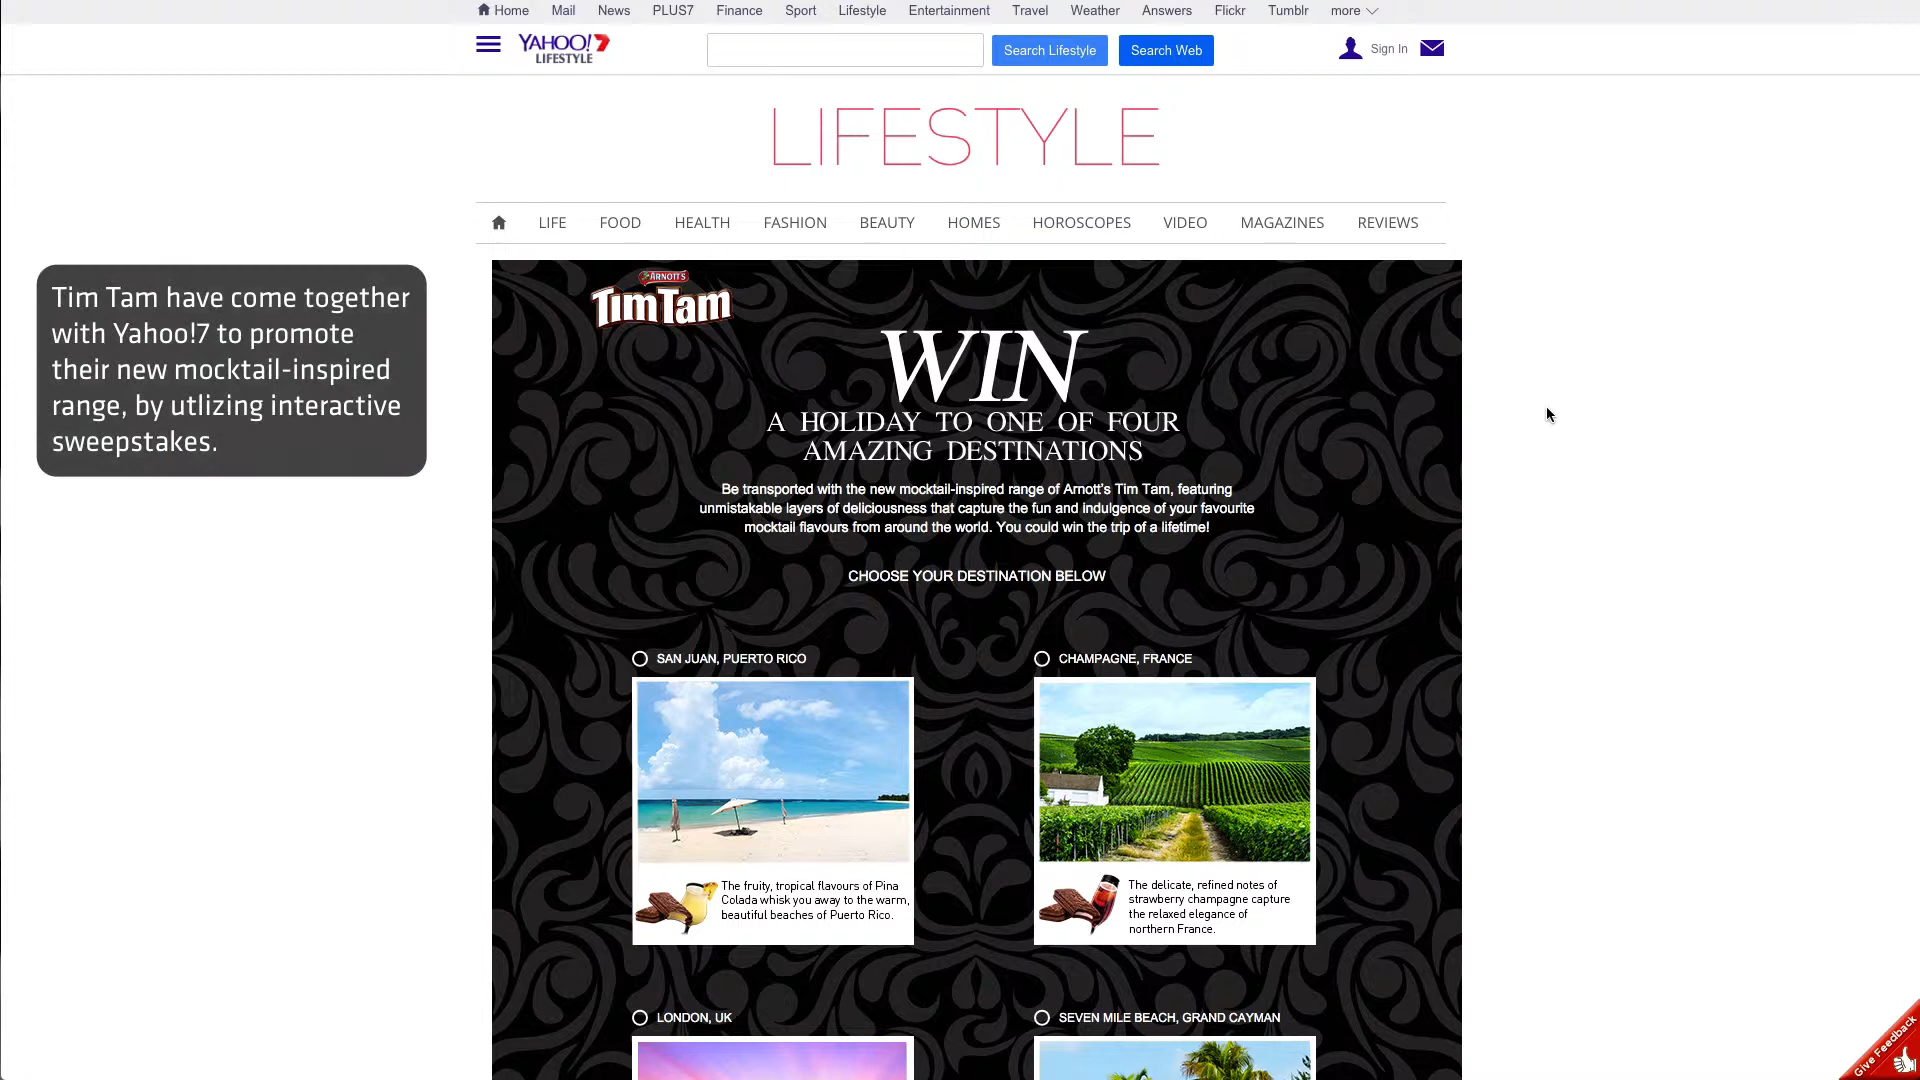 Home Mail News PLUS7 Finance Sport Lifestyle Entertainment Travel Weather Answers Flickr Tumblr more
YAHOO!7
LIFESTYLE
Search Lifestyle
Search Web
Sign In
LIFESTYLE
LIFE FOOD HEALTH FASHION BEAUTY HOMES HOROSCOPES VIDEO MAGAZINES REVIEWS
Tim Tam have come together
with Yahoo!7 to promote
their new mocktail-inspired
range, by utlizing interactive
sweepstakes.
ARNOTT'S
TimTam
WIN
A HOLIDAY TO ONE OF FOUR
AMAZING DESTINATIONS
Be transported with the new mocktail-inspired range of Arnott's Tim Tam, featuring
unmistakable layers of deliciousness that capture the fun and indulgence of your favourite
mocktail flavours from around the world. You could win the trip of a lifetime!
CHOOSE YOUR DESTINATION BELOW
SAN JUAN, PUERTO RICO
The fruity, tropical flavours of Pina
Colada whisk you away to the warm,
beautiful beaches of Puerto Rico.
CHAMPAGNE, FRANCE
The delicate, refined notes of
strawberry champagne capture
the relaxed elegance of
northern France.
LONDON, UK
SEVEN MILE BEACH, GRAND CAYMAN
Give Feedback